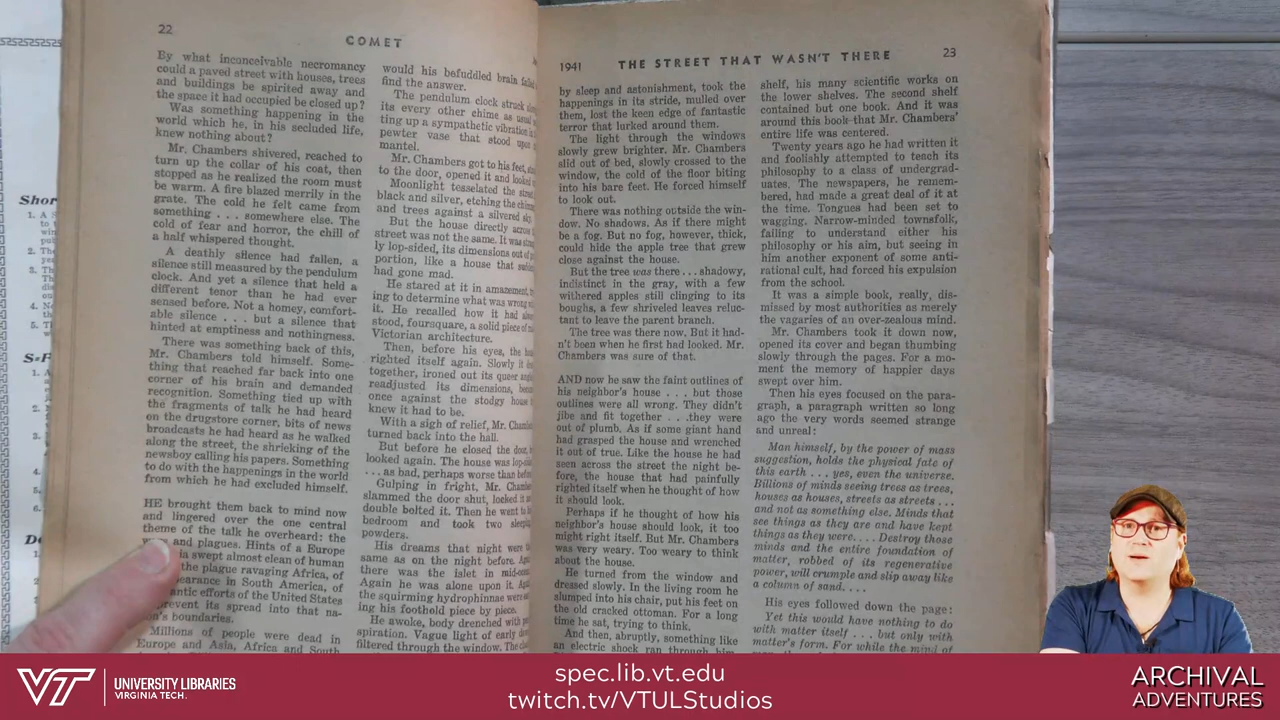 22
COMET
By what inconceivable necromancy
could a paved street with houses, trees
and buildings be spirited away and
the space it had occupied be closed up?
Was something happening in the
world which he, in his secluded life,
knew nothing about?
Mr. Chambers shivered, reached to
turn up the collar of his coat, then
stopped as he realized the room must
be warm. A fire blazed merrily in the
grate. The cold he felt came from
something . . . somewhere else. The
cold of fear and horror, the chill of
a half whispered thought.
A deathly silence had fallen, a
silence still measured by the pendulum
clock. And yet a silence that held a
different tenor than he had ever
sensed before. Not a homey, comfort-
able silence . . . but a silence that
hinted at emptiness and nothingness.
There was something back of this,
Mr. Chambers told himself. Some-
thing that reached far back into one
corner of his brain and demanded
recognition. Something tied up with
the fragments of talk he had heard
on the drugstore corner, bits of news
broadcasts he had heard as he walked
along the street, the shrieking of the
newsboy calling his papers. Something
to do with the happenings in the world
from which he had excluded himself.
HE brought them back to mind now
and lingered over the one central
theme of the talk he overheard: the
and plagues. Hints of a Europe
swept almost clean of human
the plague ravaging Africa, of
in South America, of
efforts of the United States
prevent its spread into that na-
boundaries.
Millions of people were dead in
Europe and Asia, Africa and South
would his befuddled brain
find the answer.
The pendulum clock struck
its every other chime as usual
ting up a sympathetic vibration
pewter vase that stood upon
mantel.
Mr. Chambers got to his feet,
to the door, opened it and looked
Moonlight tesselated the
black and silver, etching the
and trees against a silvered
But the house directly across
street was not the same. It was
ly lop-sided, its dimensions out of
portion, like a house that
had gone mad.
He stared at it in amazement,
ing to determine what was wrong
it. He recalled how it had
stood, foursquare, a solid piece of
Victorian architecture.
Then, before his eyes, the
righted itself again. Slowly it
together, ironed out its queer
readjusted its dimensions,
once against the stodgy house
knew it had to be.
With a sigh of relief, Mr.
turned back into the hall.
But before he closed the door,
looked again. The house was
. . . as bad, perhaps worse than
Gulping in fright, Mr.
slammed the door shut, locked it
double bolted it. Then he went to
bedroom and took two
powders.
His dreams that night were
same as on the night before.
there was the islet in
Again he was alone upon it.
the squirming hydrophinnae were
ing his foothold piece by piece.
He awoke, body drenched with
spiration. Vague light of early
filtered through the window. The
1941
THE STREET THAT WASN'T THERE
23
by sleep and astonishment, took the
happenings in its stride, mulled over
them, lost the keen edge of fantastic
terror that lurked around them.
The light through the windows
slowly grew brighter. Mr. Chambers
slid out of bed, slowly crossed to the
window, the cold of the floor biting
into his bare feet. He forced himself
to look out.
There was nothing outside the win-
dow. No shadows. As if there might
be a fog. But no fog, however, thick,
could hide the apple tree that grew
close against the house.
But the tree was there . . . shadowy,
indistinct in the gray, with a few
withered apples still clinging to its
boughs, a few shriveled leaves reluc-
tant to leave the parent branch.
The tree was there now. But it had-
n't been when he first had looked. Mr.
Chambers was sure of that.
AND now he saw the faint outlines of
his neighbor's house . . . but those
outlines were all wrong. They didn't
jibe and fit together . . .they were
out of plumb. As if some giant hand
had grasped the house and wrenched
it out of true. Like the house he had
seen across the street the night be-
fore, the house that had painfully
righted itself when he thought of how
it should look.
Perhaps if he thought of how his
neighbor's house should look, it too
might right itself. But Mr. Chambers
was very weary. Too weary to think
about the house.
He turned from the window and
dressed slowly. In the living room he
slumped into his chair, put his feet on
the old cracked ottoman. For a long
time he sat, trying to think.
And then, abruptly, something like
an electric shock ran through him
shelf, his many scientific works on
the lower shelves. The second shelf
contained but one book. And it was
around this book that Mr. Chambers'
entire life was centered.
Twenty years ago he had written it
and foolishly attempted to teach its
philosophy to a class of undergrad-
uates. The newspapers, he remem-
bered, had made a great deal of it at
the time. Tongues had been set to
wagging. Narrow-minded townsfolk,
failing to understand either his
philosophy or his aim, but seeing in
him another exponent of some anti-
rational cult, had forced his expulsion
from the school.
It was a simple book, really, dis-
missed by most authorities as merely
the vagaries of an over-zealous mind.
Mr. Chambers took it down now,
opened its cover and began thumbing
slowly through the pages. For a mo-
ment the memory of happier days
swept over him.
Then his eyes focused on the para-
graph, a paragraph written so long
ago the very words seemed strange
and unreal:
Man himself, by the power of mass
suggestion, holds the physical fate of
this earth . . . yes, even the universe.
Billions of minds seeing trees as trees,
houses as houses, streets as streets . . . .
and not as something else. Minds that
see things as they are and have kept
things as they were. . . . Destroy those
minds and the entire foundation of
matter, robbed of its regenerative
power, will crumple and slip away like
a column of sand. . . .
His eyes followed down the page:
Yet this would have nothing to do
with matter itself . . . but only with
matter's form. For while the mind of
VT
UNIVERSITY LIBRARIES
VIRGINIA TECH.
spec.lib.vt.edu
twitch.tv/VTULStudios
ARCHIVAL
ADVENTURES